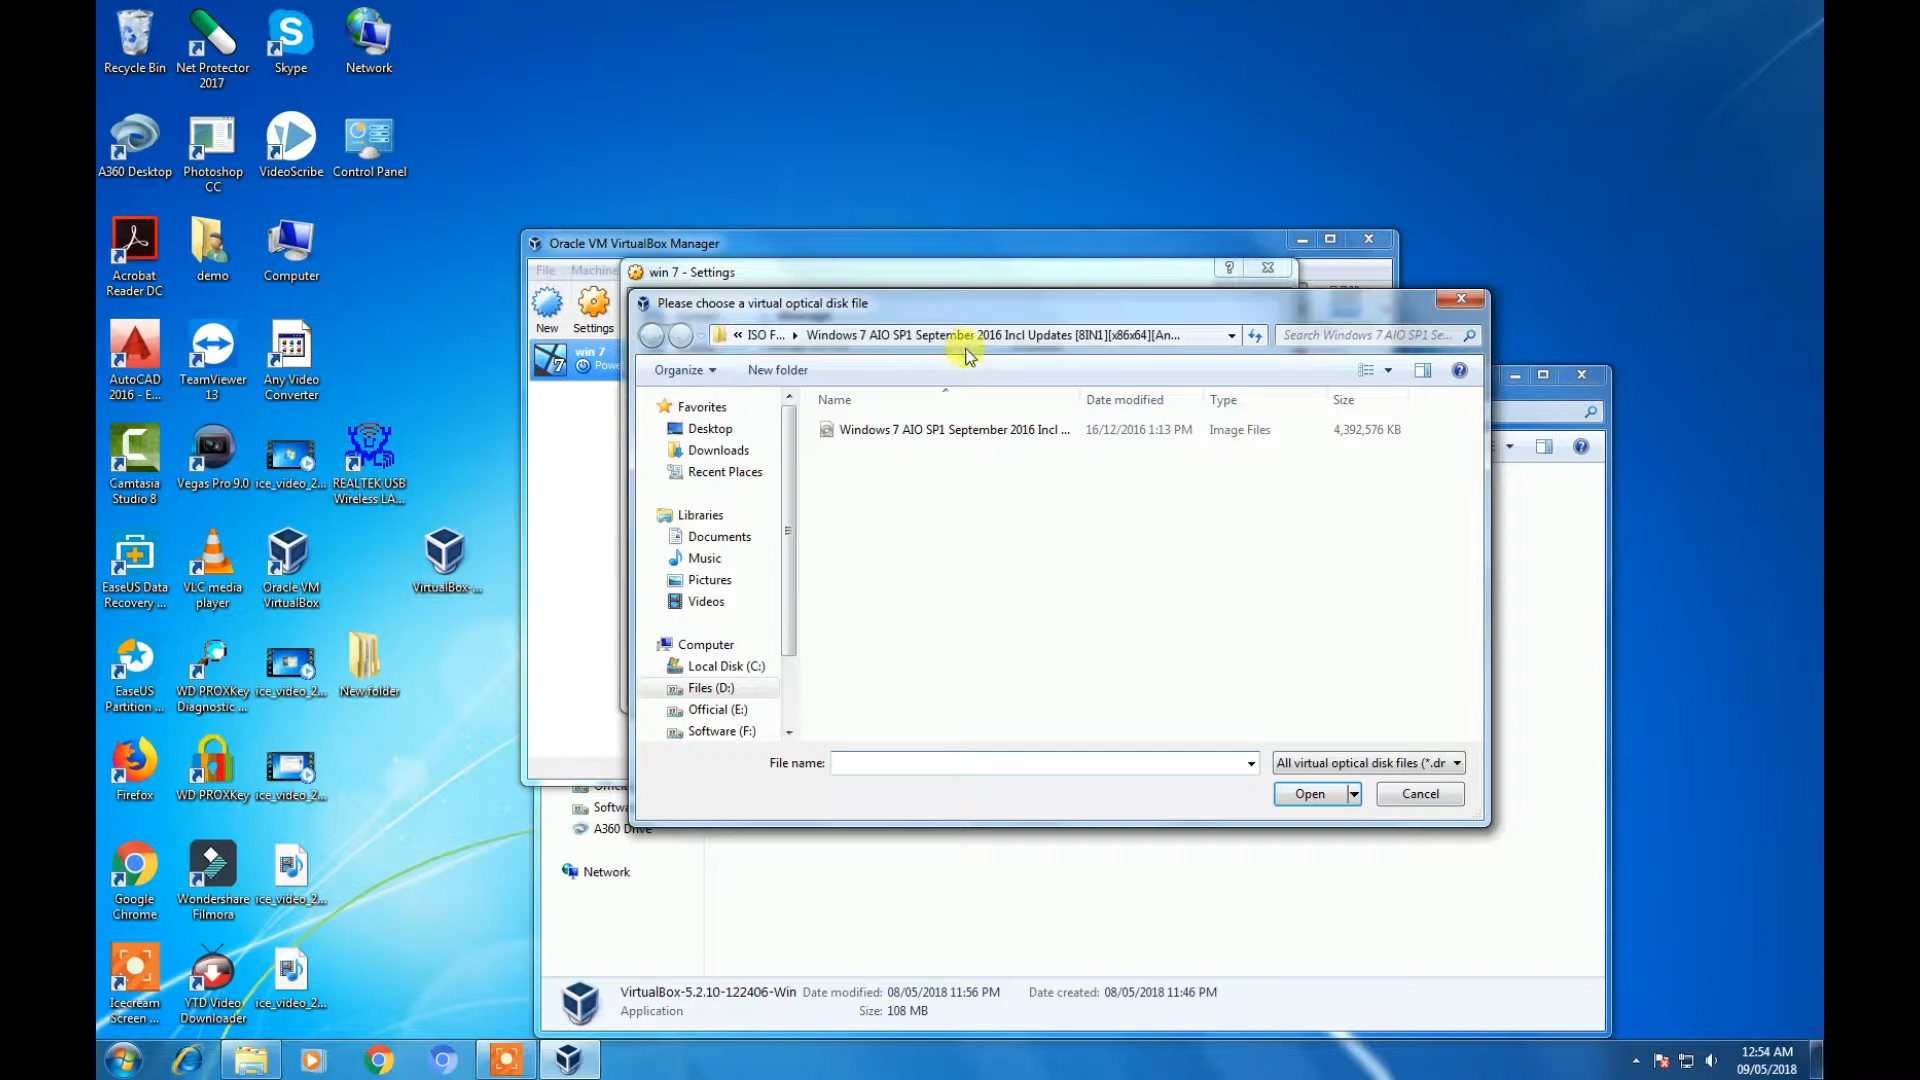 Recycle Bin
Net Protector
2017
Skype
Network
A360 Desktop
Photoshop
CC
VideoScribe
Control Panel
Acrobat
Reader DC
demo
Computer
AutoCAD
2016 - E...
TeamViewer
13
Any Video
Converter
Camtasia
Studio 8
Vegas Pro 9.0
ice_video_2...
REALTEK USB
Wireless LA...
EaseUS Data
Recovery ...
VLC media
player
Oracle VM
VirtualBox
VirtualBox-...
EaseUS
Partition ...
WD PROXKey
Diagnostic ...
ice_video_2...
New folder
Firefox
WD PROXKey
ice_video_2...
Google
Chrome
Wondershare
Filmora
ice_video_2...
Icecream
Screen ...
YTD Video
Downloader
ice_video_2...
Oracle VM VirtualBox Manager
File
Machine
New
Settings
win 7
Powe
win 7 - Settings
Please choose a virtual optical disk file
« ISO F...
Windows 7 AIO SP1 September 2016 Incl Updates [8IN1][x86x64][An...
Search Windows 7 AIO SP1 Se...
Organize
New folder
Name
Date modified
Type
Size
Windows 7 AIO SP1 September 2016 Incl ...
16/12/2016 1:13 PM
Image Files
4,392,576 KB
Favorites
Desktop
Downloads
Recent Places
Libraries
Documents
Music
Pictures
Videos
Computer
Local Disk (C:)
Files (D:)
Official (E:)
Software (F:)
File name:
All virtual optical disk files (*.dr
Open
Cancel
Softwa
A360 Drive
Network
VirtualBox-5.2.10-122406-Win
Date modified: 08/05/2018 11:56 PM
Date created: 08/05/2018 11:46 PM
Application
Size: 108 MB
12:54 AM
09/05/2018